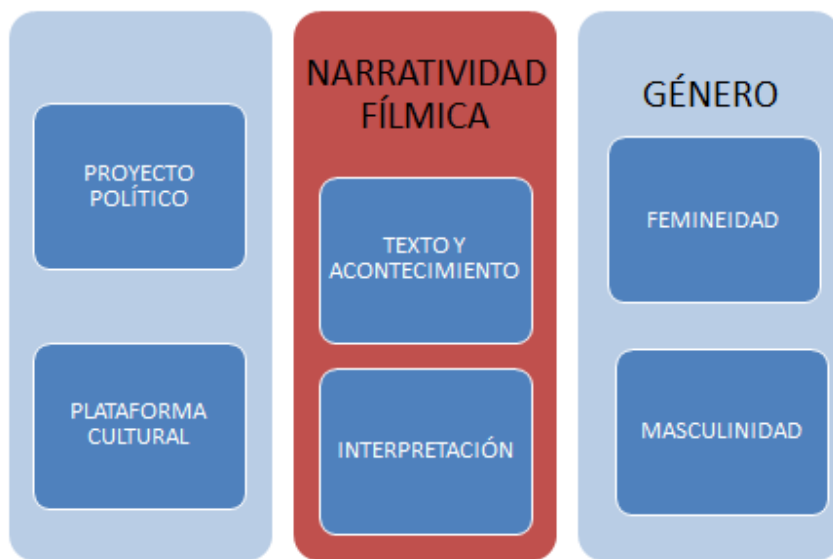 PROYECTO
POLÍTICO
PLATAFORMA
CULTURAL
NARRATIVIDAD
FÍLMICA
TEXTO Y
ACONTECIMIENTO
INTERPRETACIÓN
GÉNERO
FEMINEIDAD
MASCULINIDAD